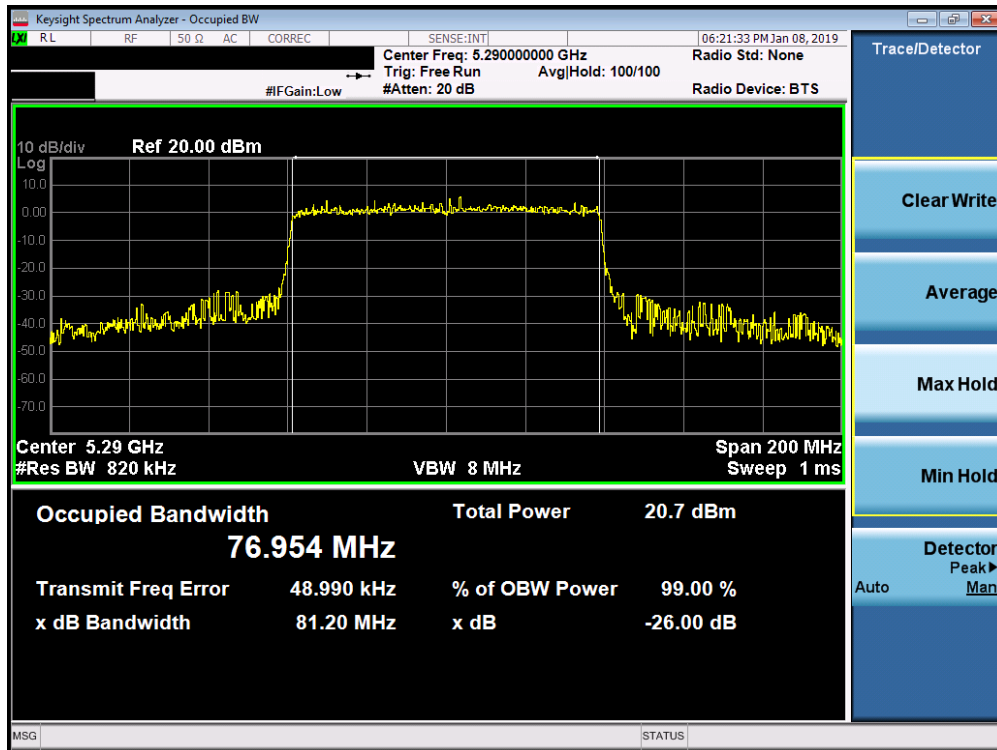 Keysight Spectrum Analyzer - Occupied BW
LXI RL RF 50 Ω AC CORREC SENSE:INT 06:21:33 PM Jan 08, 2019
Center Freq: 5.290000000 GHz Radio Std: None
Trig: Free Run Avg|Hold: 100/100
#IFGain:Low #Atten: 20 dB Radio Device: BTS
Trace/Detector
10 dB/div Ref 20.00 dBm
Log
10.0
0.00
-10.0
-20.0
-30.0
-40.0
-50.0
-60.0
-70.0
Center 5.29 GHz Span 200 MHz
#Res BW 820 kHz VBW 8 MHz Sweep 1 ms
Occupied Bandwidth Total Power 20.7 dBm
76.954 MHz
Transmit Freq Error 48.990 kHz % of OBW Power 99.00 %
x dB Bandwidth 81.20 MHz x dB -26.00 dB
Clear Write
Average
Max Hold
Min Hold
Detector
Peak▶
Auto Man
MSG STATUS